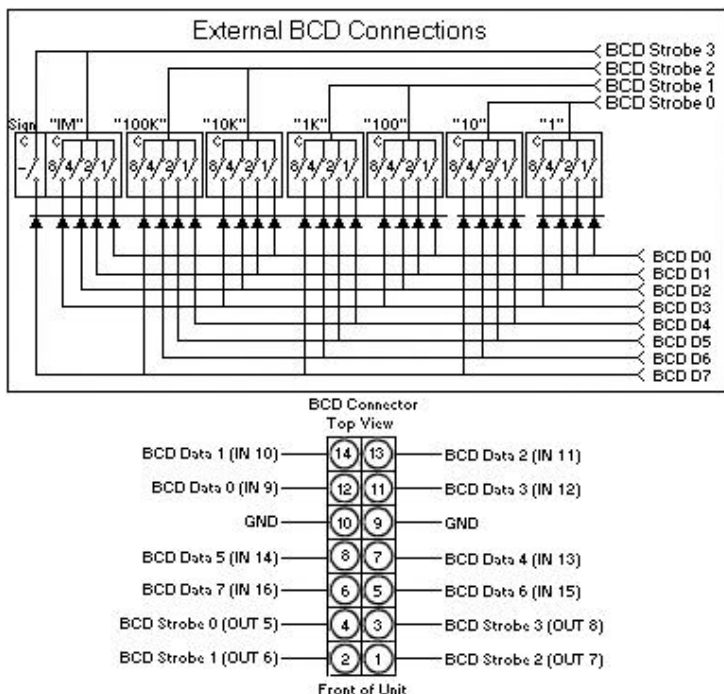 External BCD Connections
BCD Strobe 3
BCD Strobe 2
BCD Strobe 1
BCD Strobe 0
Sign "1M" "100K" "10K" "1K" "100" "10" "1"
C C C C C C C C
- 8 4 2 1 8 4 2 1 8 4 2 1 8 4 2 1 8 4 2 1 8 4 2 1 8 4 2 1
BCD D0
BCD D1
BCD D2
BCD D3
BCD D4
BCD D5
BCD D6
BCD D7
BCD Connector
Top View
BCD Data 1 (IN 10) 14 13 BCD Data 2 (IN 11)
BCD Data 0 (IN 9) 12 11 BCD Data 3 (IN 12)
GND 10 9 GND
BCD Data 5 (IN 14) 8 7 BCD Data 4 (IN 13)
BCD Data 7 (IN 16) 6 5 BCD Data 6 (IN 15)
BCD Strobe 0 (OUT 5) 4 3 BCD Strobe 3 (OUT 8)
BCD Strobe 1 (OUT 6) 2 1 BCD Strobe 2 (OUT 7)
Front of Unit